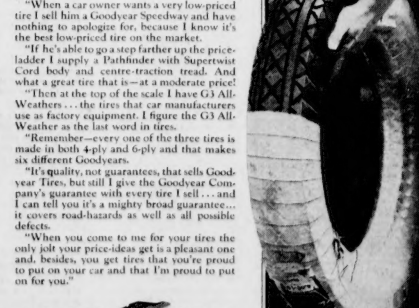 "When a car owner wants a very low-priced
tire I sell him a Goodyear Speedway and have
nothing to apologize for, because I know it's
the best low-priced tire on the market.
"If he's able to go a step farther up the price-
ladder I supply a Pathfinder with Supertwist
Cord body and centre-traction tread. And
what a great tire that is—at a moderate price!
"Then at the top of the scale I have G3 All-
Weathers . . . the tires that car manufacturers
use as factory equipment. I figure the G3 All-
Weather as the last word in tires.
"Remember—every one of the three tires is
made in both 4-ply and 6-ply and that makes
six different Goodyears.
"It's quality, not guarantees, that sells Good-
year Tires, but still I give the Goodyear Com-
pany's guarantee with every tire I sell . . . and
I can tell you it's a mighty broad guarantee...
it covers road-hazards as well as all possible
defects.
"When you come to me for your tires the
only jolt your price-ideas get is a pleasant one
and, besides, you get tires that you're proud
to put on your car and that I'm proud to put
on for you."